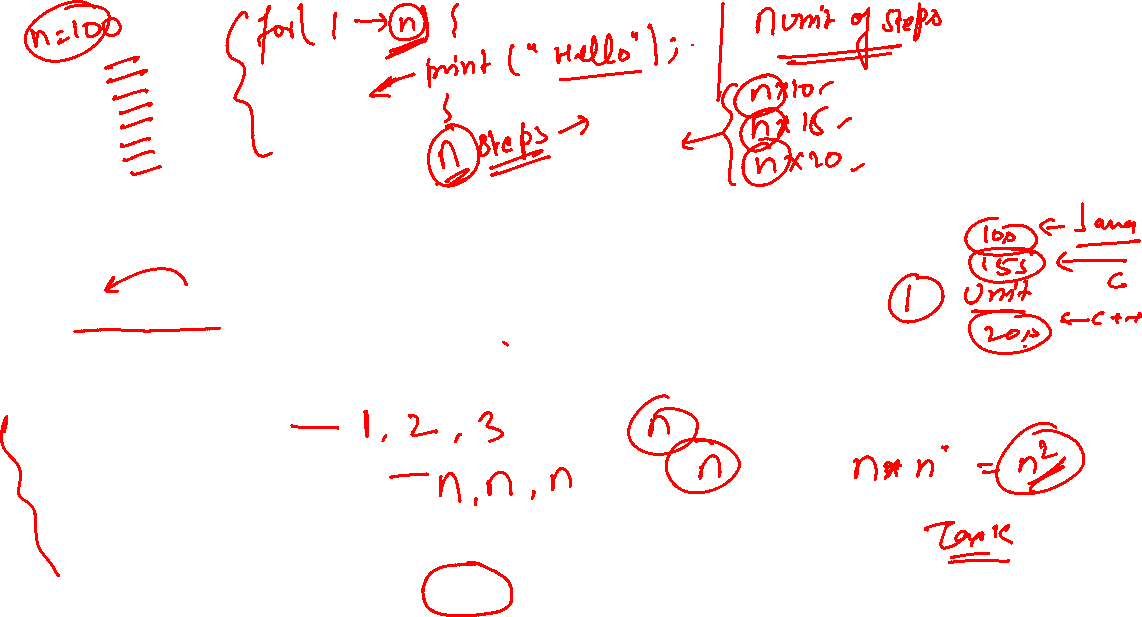 n=100
for( 1 → n) {
print ("Hello");
}
n steps →
n unit of steps
n*10
n*15
n*20
100 ← Java
155 ← C
1 Unit
200 ← C++
— 1, 2, 3
— n, n, n
n
n
n * n = n²
Task